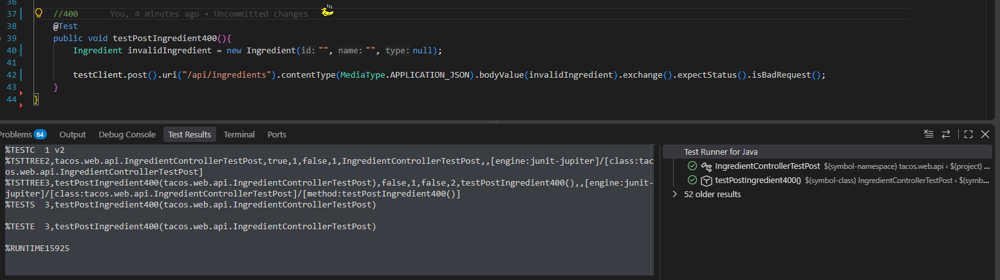 36
37 //400 You, 4 minutes ago • Uncommitted changes
38 @Test
39 public void testPostIngredient400(){
40 Ingredient invalidIngredient = new Ingredient(id: "", name: "", type: null);
41
42 testClient.post().uri("/api/ingredients").contentType(MediaType.APPLICATION_JSON).bodyValue(invalidIngredient).exchange().expectStatus().isBadRequest();
43 }
44 }
Problems 64 Output Debug Console Test Results Terminal Ports
%TESTC 1 v2
%TSTTREE2,tacos.web.api.IngredientControllerTestPost,true,1,false,1,IngredientControllerTestPost,,[engine:junit-jupiter]/[class:tac
os.web.api.IngredientControllerTestPost]
%TSTTREE3,testPostIngredient400(tacos.web.api.IngredientControllerTestPost),false,1,false,2,testPostIngredient400(),,[engine:junit-
jupiter]/[class:tacos.web.api.IngredientControllerTestPost]/[method:testPostIngredient400()]
%TESTS 3,testPostIngredient400(tacos.web.api.IngredientControllerTestPost)
%TESTE 3,testPostIngredient400(tacos.web.api.IngredientControllerTestPost)
%RUNTIME15925
Test Runner for Java
IngredientControllerTestPost $(symbol-namespace) tacos.web.api < $(project) ...
testPostIngredient400() $(symbol-class) IngredientControllerTestPost < $(symb...
52 older results